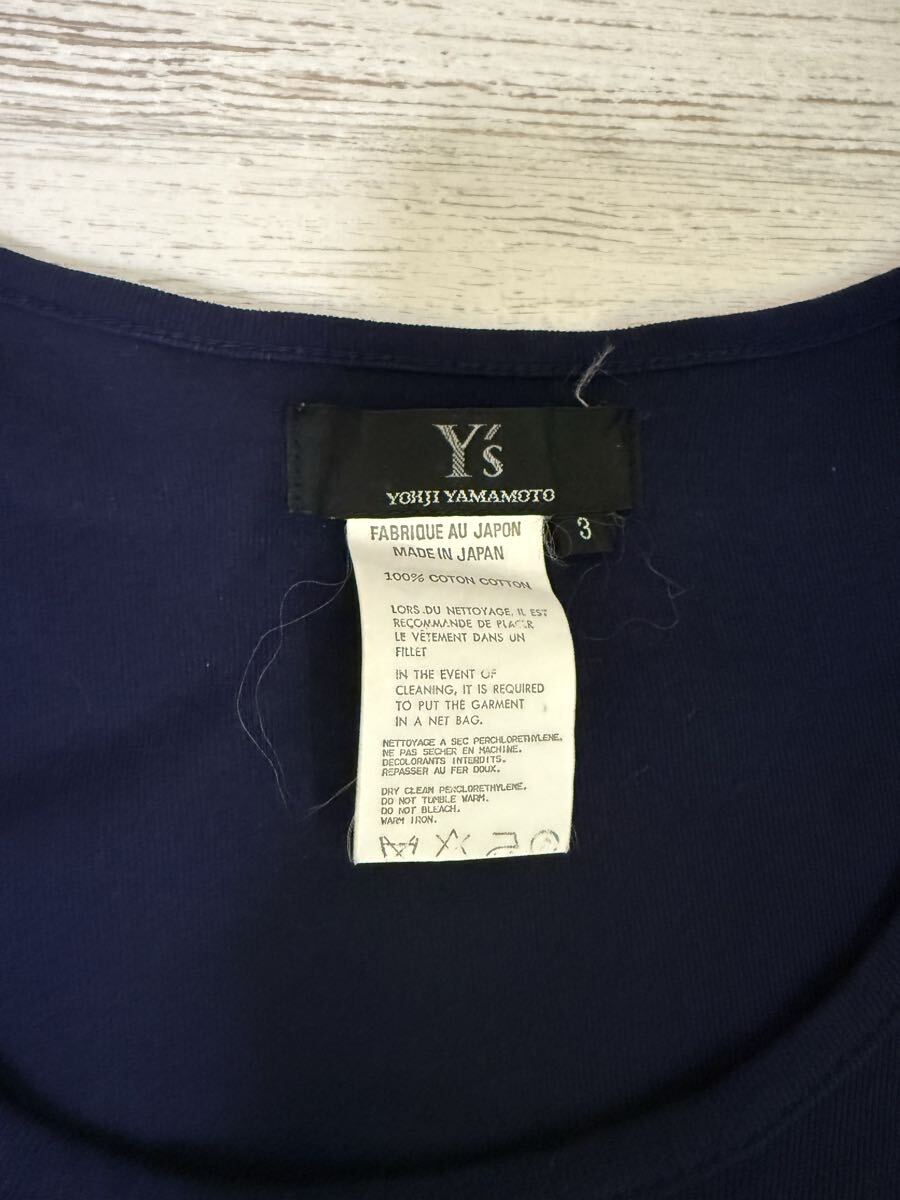 Y's
YOHJI YAMAMOTO
3
FABRIQUE AU JAPON
MADE IN JAPAN
100% COTON COTTON
LORS DU NETTOYAGE, IL EST
RECOMMANDE DE PLACER
LE VÊTEMENT DANS UN
FILLET
IN THE EVENT OF
CLEANING, IT IS REQUIRED
TO PUT THE GARMENT
IN A NET BAG.
NETTOYAGE A SEC PERCHLORETHYLENE.
NE PAS SECHER EN MACHINE.
DECOLORANTS INTERDITS.
REPASSER AU FER DOUX.
DRY CLEAN PERCLORETHYLENE.
DO NOT TUMBLE WARM.
DO NOT BLEACH.
WARM IRON.